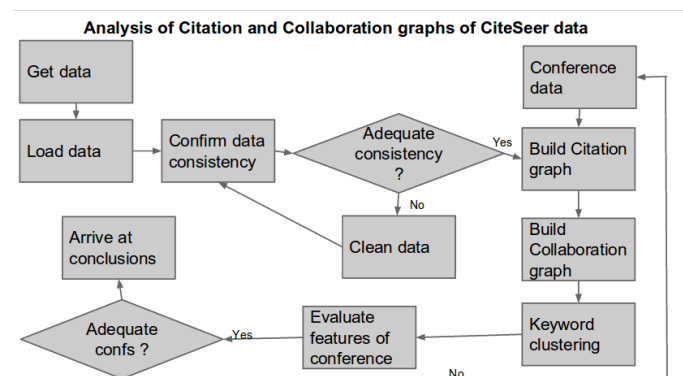 Analysis of Citation and Collaboration graphs of CiteSeer data
Get data
Conference
data
Load data
Confirm data
consistency
Adequate
consistency
?
Yes
Build Citation
graph
No
Clean data
Arrive at
conclusions
Build
Collaboration
graph
Adequate
confs ?
Yes
Evaluate
features of
conference
Keyword
clustering
No